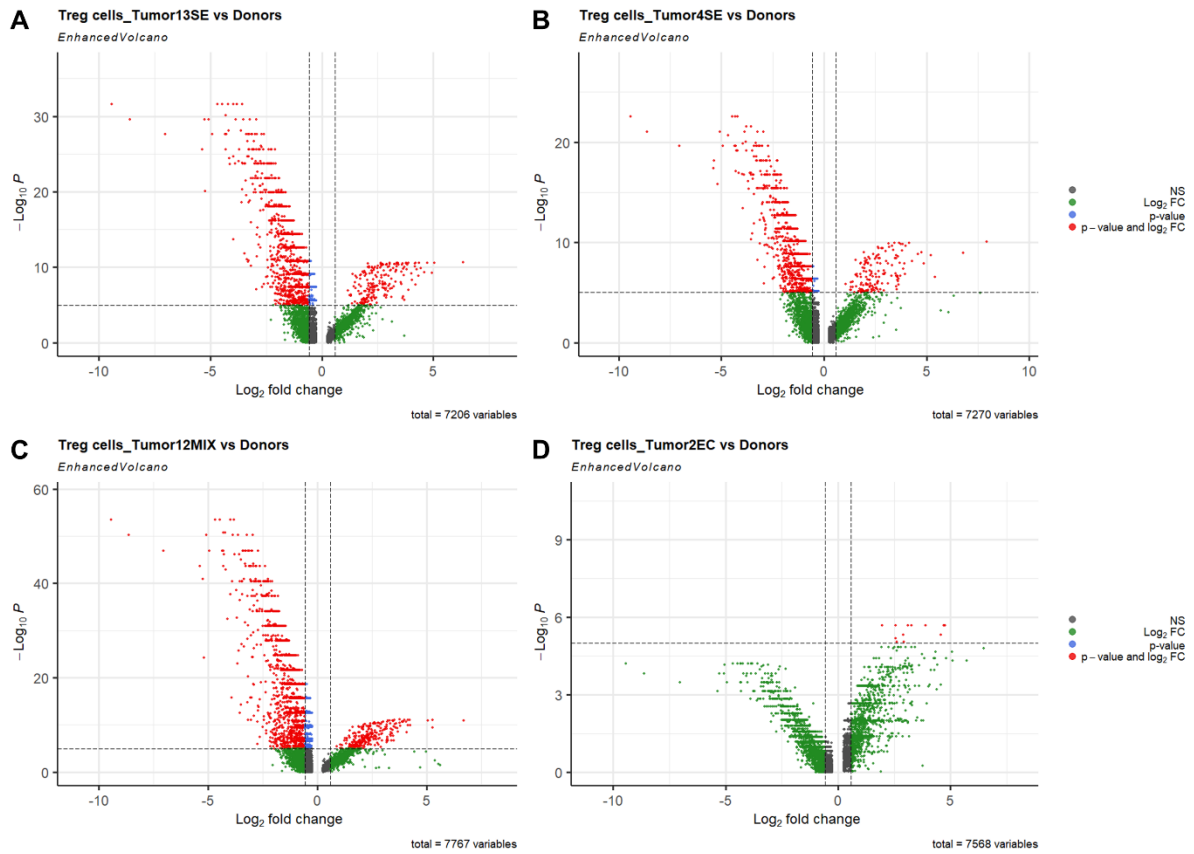 A
Treg cells_Tumor13SE vs Donors
EnhancedVolcano
30
20
10
0
−Log10 P
-10
-5
0
5
Log2 fold change
total = 7206 variables
B
Treg cells_Tumor4SE vs Donors
EnhancedVolcano
20
10
0
−Log10 P
-10
-5
0
5
10
Log2 fold change
total = 7270 variables
NS
Log2 FC
p-value
p − value and log2 FC
C
Treg cells_Tumor12MIX vs Donors
EnhancedVolcano
60
40
20
0
−Log10 P
-10
-5
0
5
Log2 fold change
total = 7767 variables
D
Treg cells_Tumor2EC vs Donors
EnhancedVolcano
9
6
3
0
−Log10 P
-10
-5
0
5
Log2 fold change
total = 7568 variables
NS
Log2 FC
p-value
p − value and log2 FC